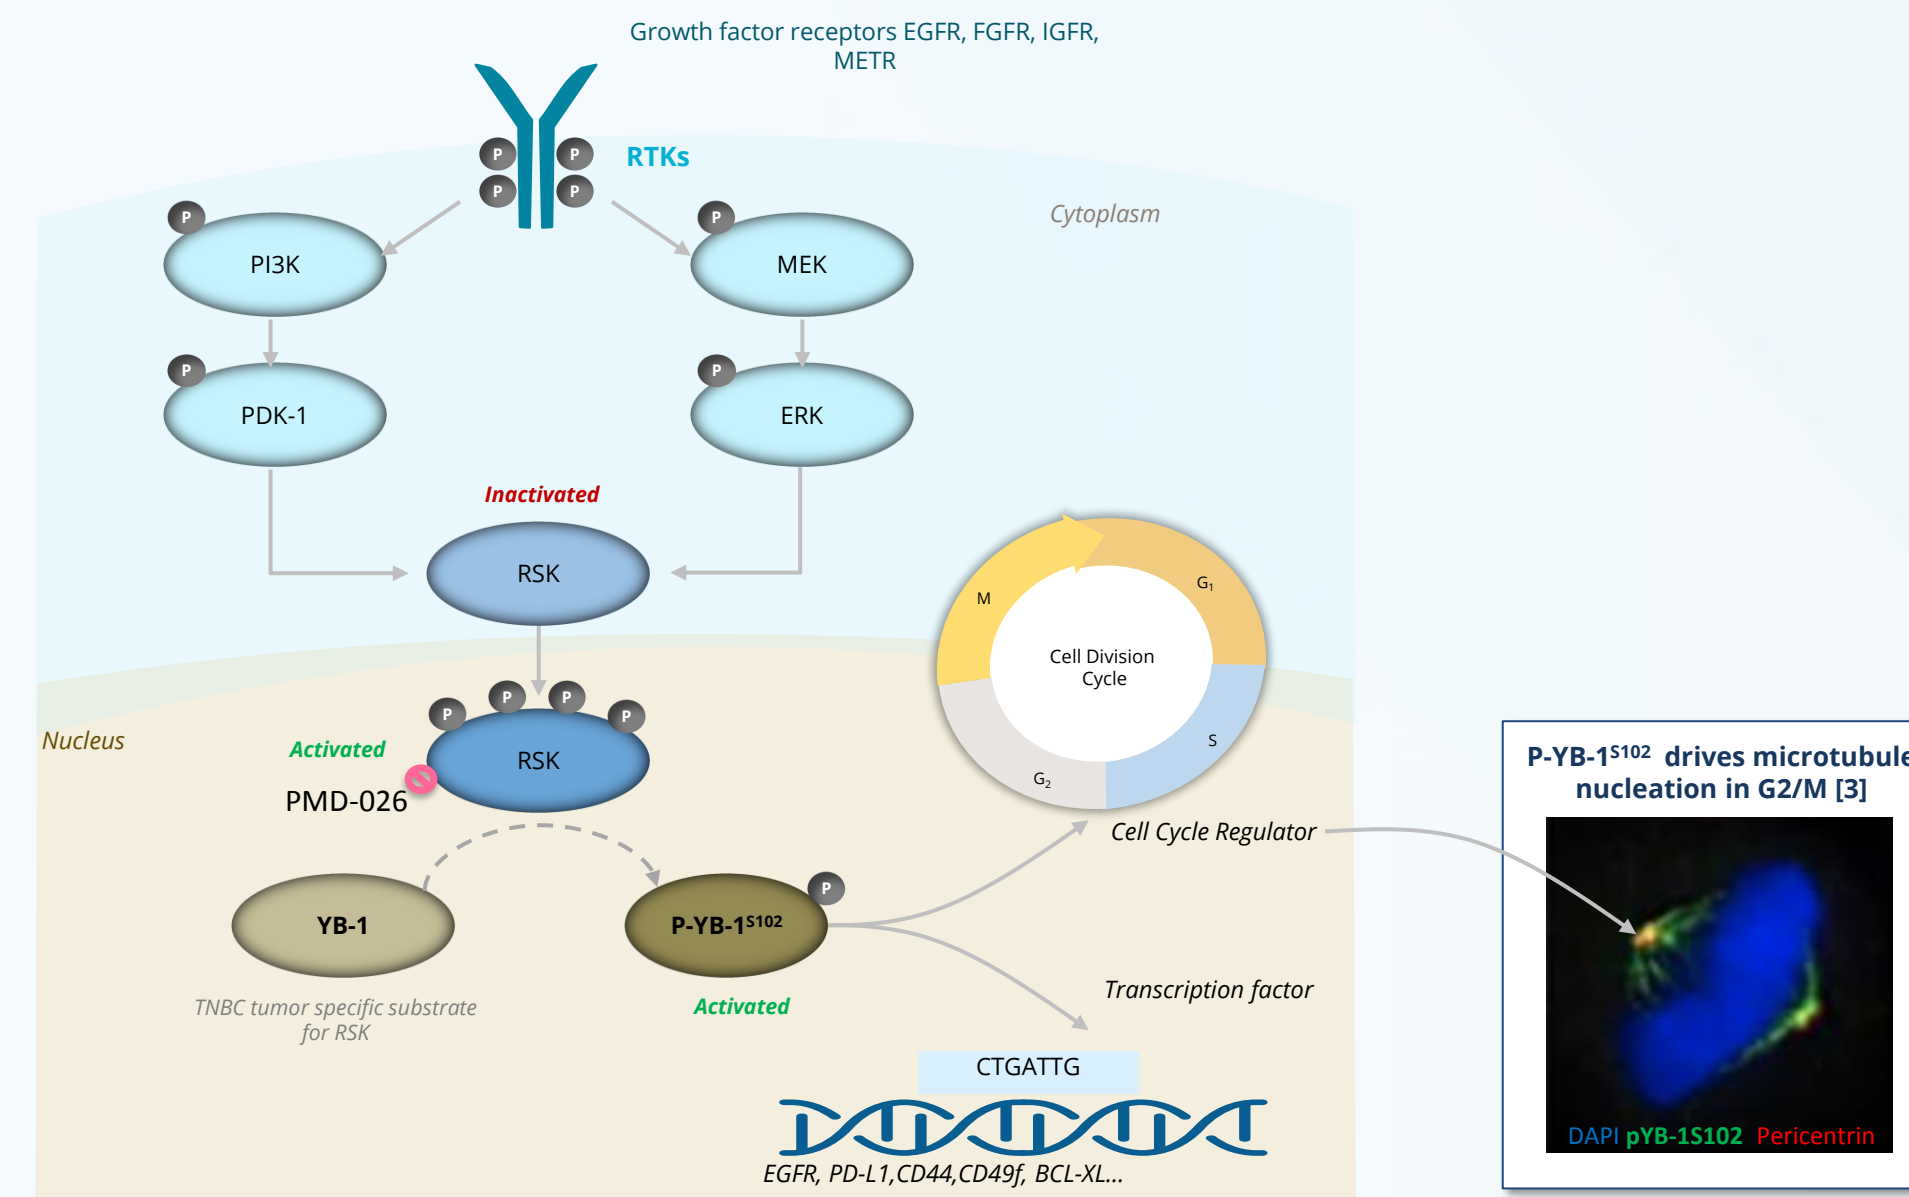 Growth factor receptors EGFR, FGFR, IGFR,
METR
P
P
P
P
RTKs
Cytoplasm
P
PI3K
P
MEK
P
PDK-1
P
ERK
Inactivated
RSK
M
G1
Cell Division
Cycle
S
G2
Nucleus
P
P
P
P
Activated
RSK
PMD-026
YB-1
P-YB-1S102
P
TNBC tumor specific substrate
for RSK
Activated
Cell Cycle Regulator
Transcription factor
CTGATTG
EGFR, PD-L1,CD44,CD49f, BCL-XL...
P-YB-1S102 drives microtubule
nucleation in G2/M [3]
DAPI pYB-1S102 Pericentrin